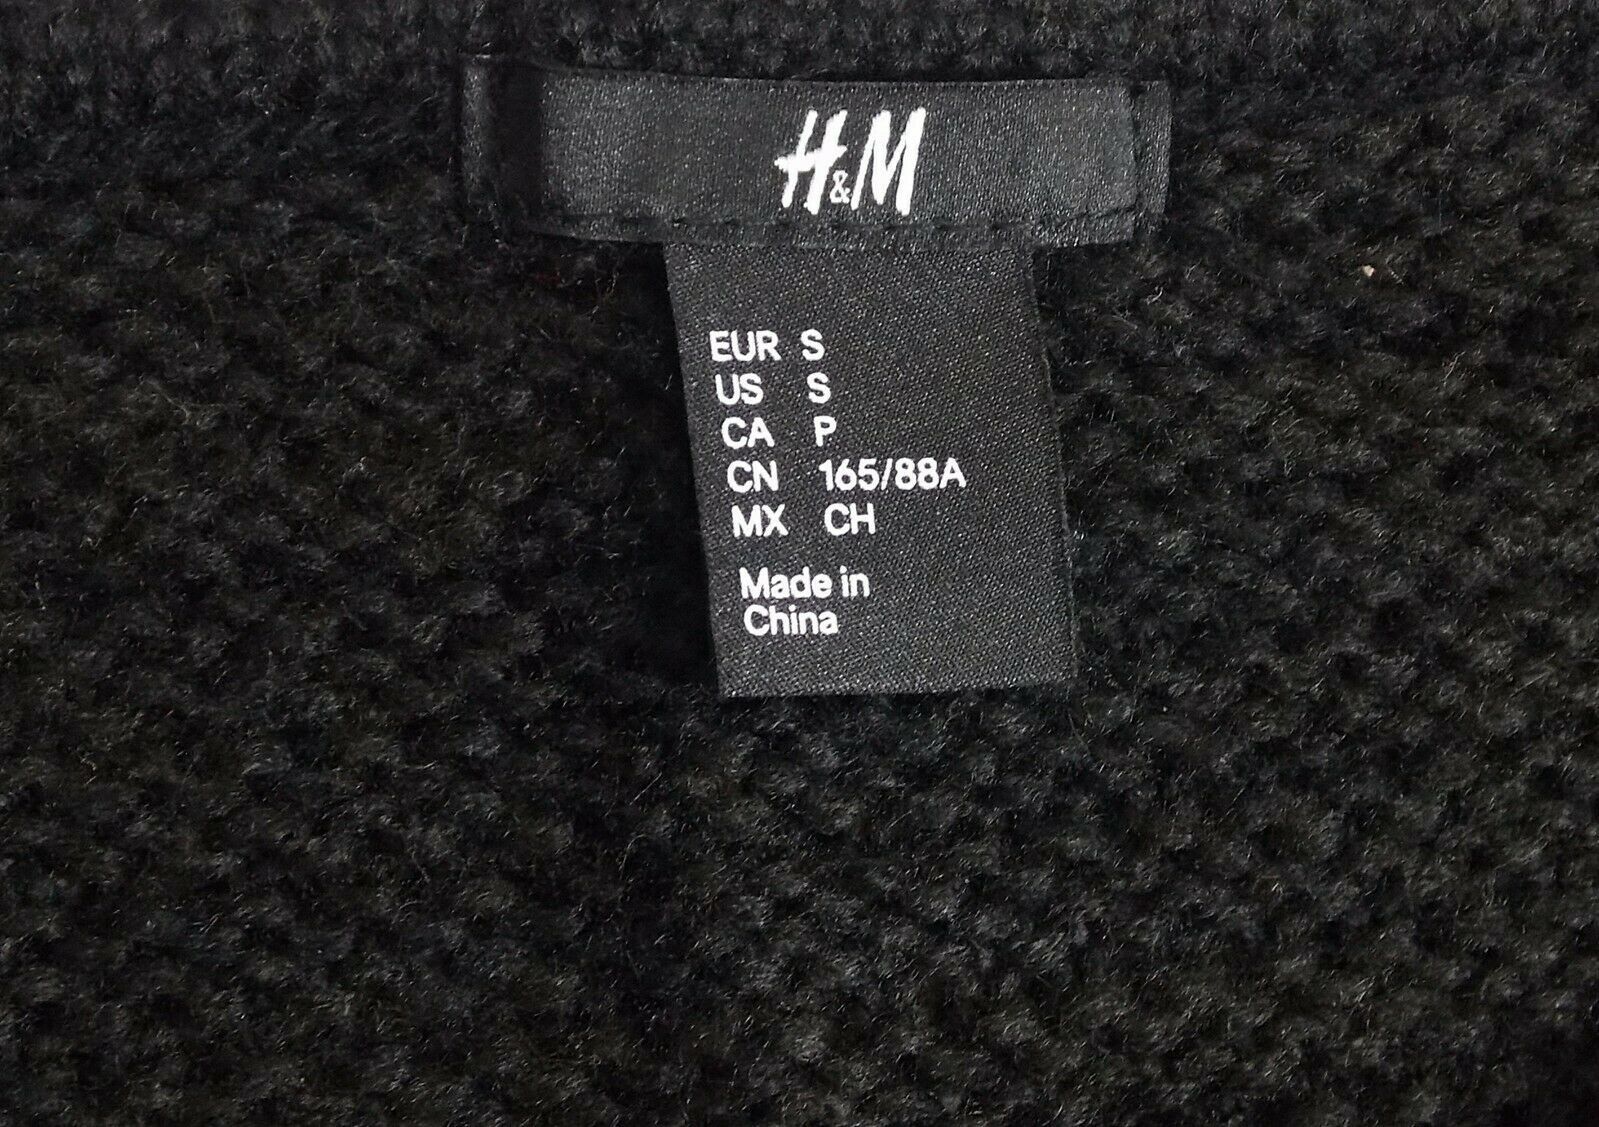 H&M
EUR S
US S
CA P
CN 165/88A
MX CH
Made in
China